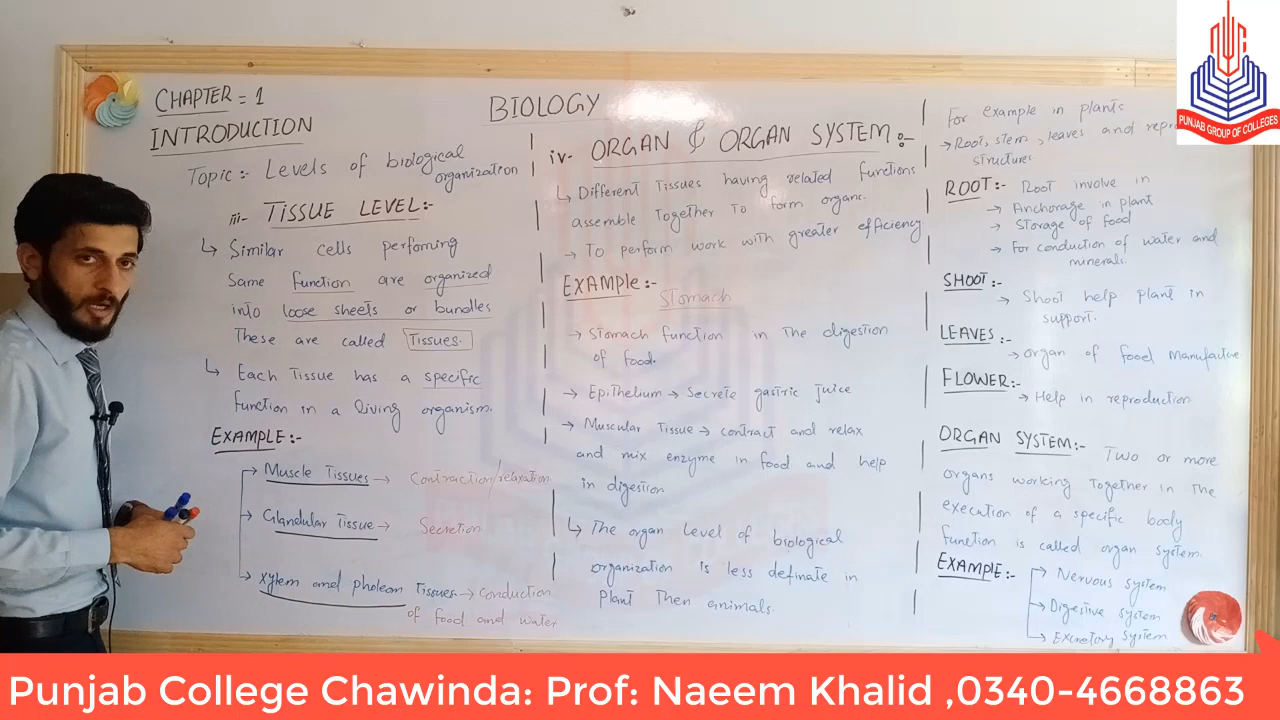 CHAPTER = 1
INTRODUCTION
BIOLOGY
Topic:- Levels of biological
organization
iii- TISSUE LEVEL:-
↳ Similar cells perfoming
Same function are organized
into loose sheets or bundles
These are called Tissues.
↳ Each Tissue has a specific
function in a living organism.
EXAMPLE:-
→ Muscle Tissues → Contraction/relaxation
→ Glandular Tissue → Secretion
→ Xylem and pholeom Tissues → conduction
of food and water
iv- ORGAN & ORGAN SYSTEM:-
↳ Different Tissues having related functions
assemble Together To form organs.
→ To perform work with greater efficiency
EXAMPle:-
Stomach
→ Stomach function in The digestion
of food.
→ Epithelium → Secrete gastric juice
→ Muscular Tissue → contract and relax
and mix enzyme in food and help
in digestion
↳ The organ Level of biological
organization is less definate in
plant Then animals.
For example in plants
→ Root, stem, leaves and repr
structures
ROOT:- Root involve in
→ Anchorage in plant
→ Storage of food
→ For conduction of water and
minerals.
SHOOT:-
→ Shoot help plant in
support.
LEAVES:-
→ organ of food Manufacture
FLOWER:-
→ Help in reproduction
ORGAN SYSTEM:- Two or more
organs working Together in The
execution of a specific body
function is called organ system.
EXAMPLE:-
→ Nervous system
→ Digestive system
→ Excretory System
PUNJAB GROUP OF COLLEGES
Punjab College Chawinda: Prof: Naeem Khalid ,0340-4668863